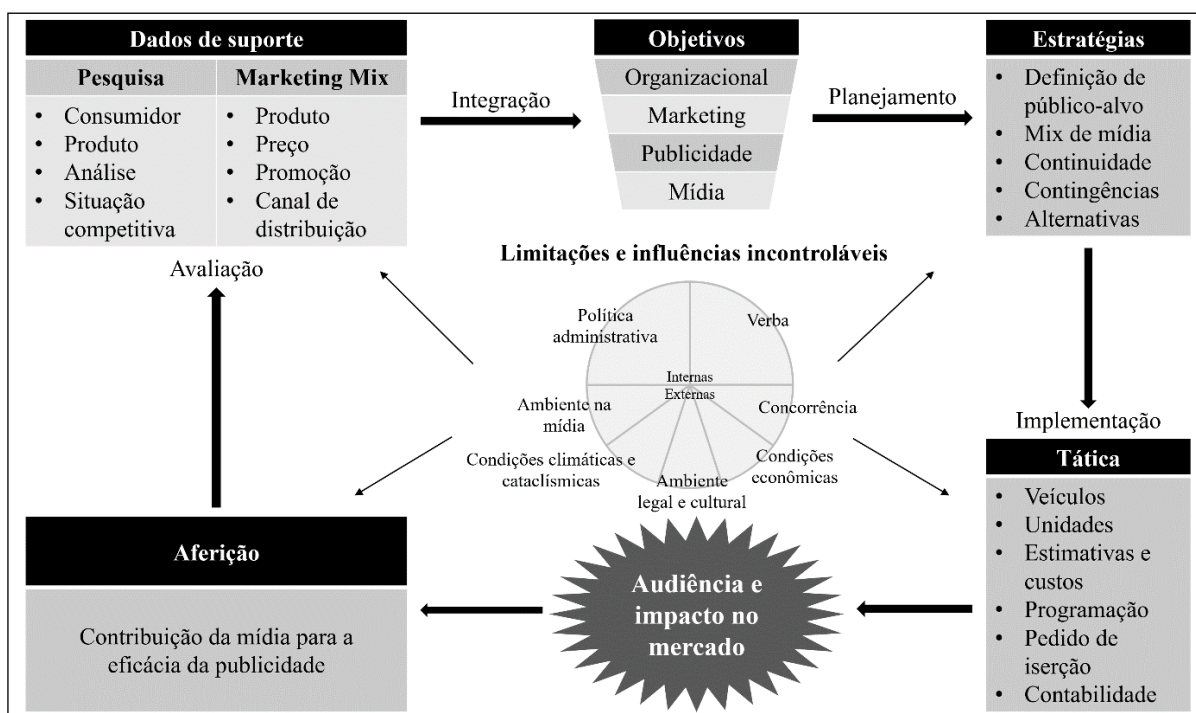 Dados de suporte
Pesquisa
• Consumidor
• Produto
• Análise
• Situação
competitiva
Marketing Mix
• Produto
• Preço
• Promoção
• Canal de
distribuição
Integração
Objetivos
Organizacional
Marketing
Publicidade
Mídia
Planejamento
Estratégias
• Definição de
público-alvo
• Mix de mídia
• Continuidade
• Contingências
• Alternativas
Limitações e influências incontroláveis
Política
administrativa
Verba
Internas
Externas
Ambiente na
mídia
Concorrência
Condições climáticas e
cataclísmicas
Ambiente
legal e cultural
Condições
econômicas
Implementação
Tática
• Veículos
• Unidades
• Estimativas e
custos
• Programação
• Pedido de
iserção
• Contabilidade
Audiência e
impacto no
mercado
Aferição
Contribuição da mídia para a
eficácia da publicidade
Avaliação